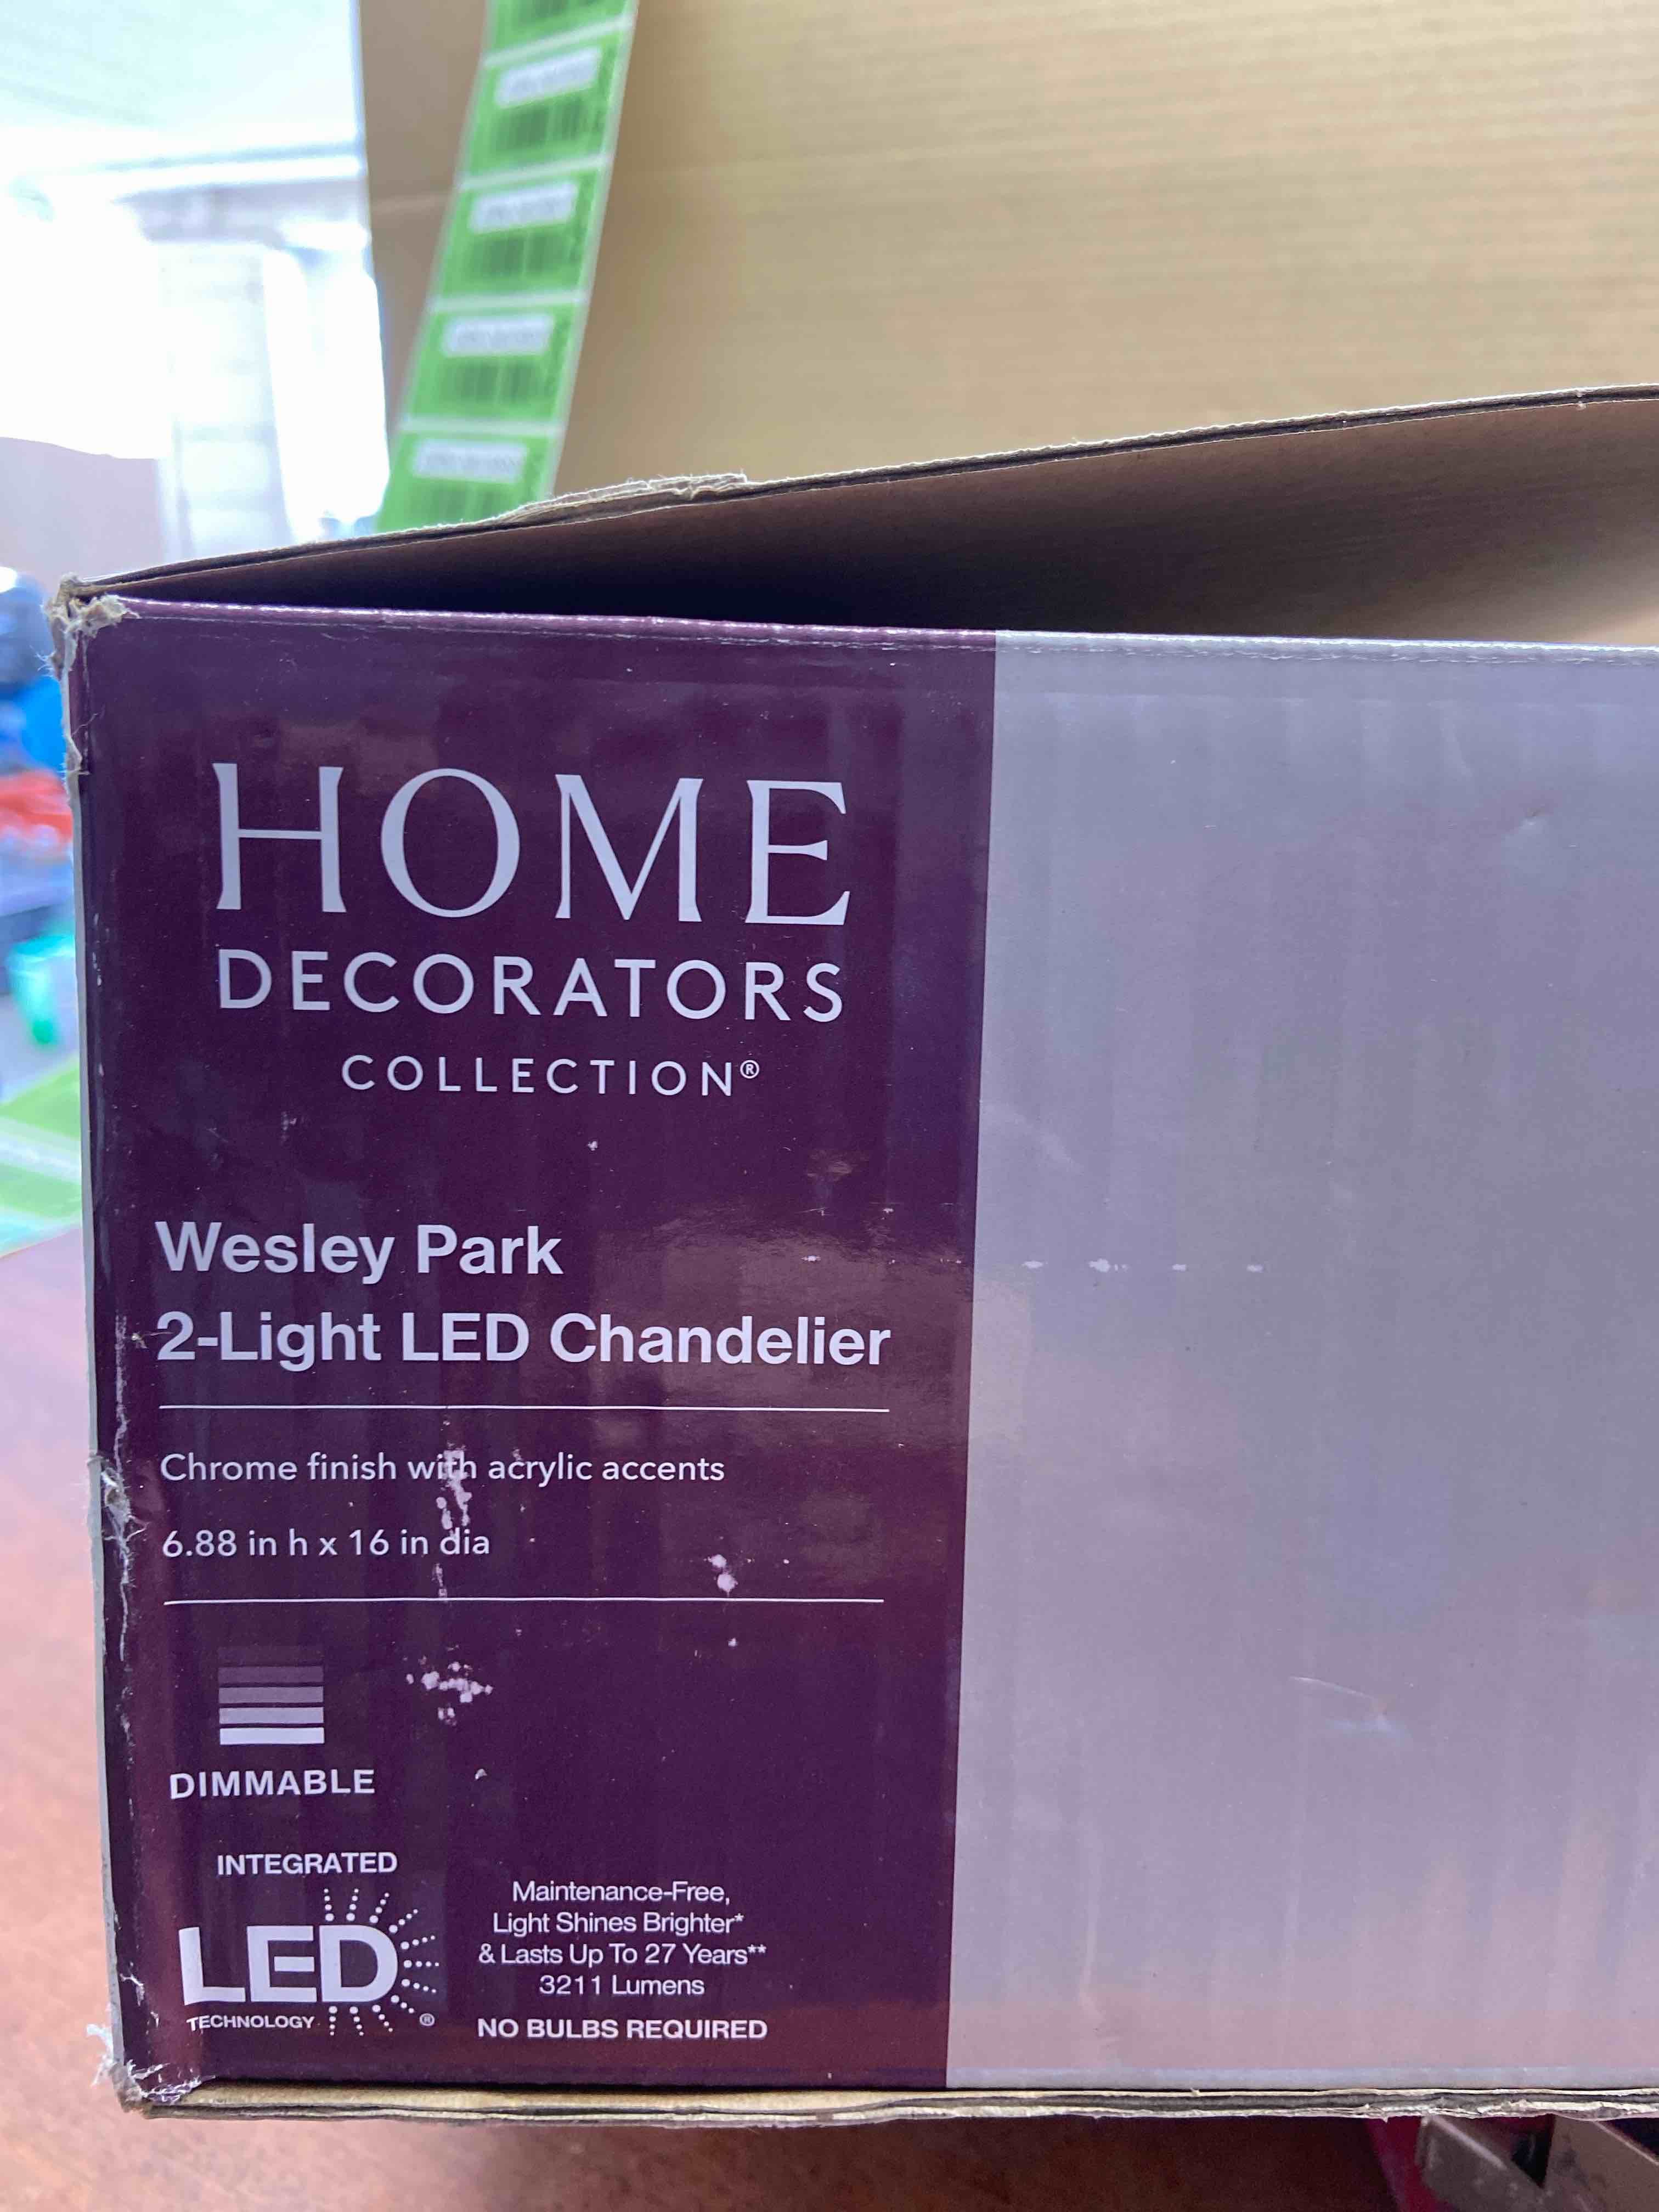 HOME
DECORATORS
COLLECTION®
Wesley Park
2-Light LED Chandelier
Chrome finish with acrylic accents
6.88 in h x 16 in dia
DIMMABLE
INTEGRATED
LED
TECHNOLOGY ®
Maintenance-Free,
Light Shines Brighter*
& Lasts Up To 27 Years**
3211 Lumens
NO BULBS REQUIRED